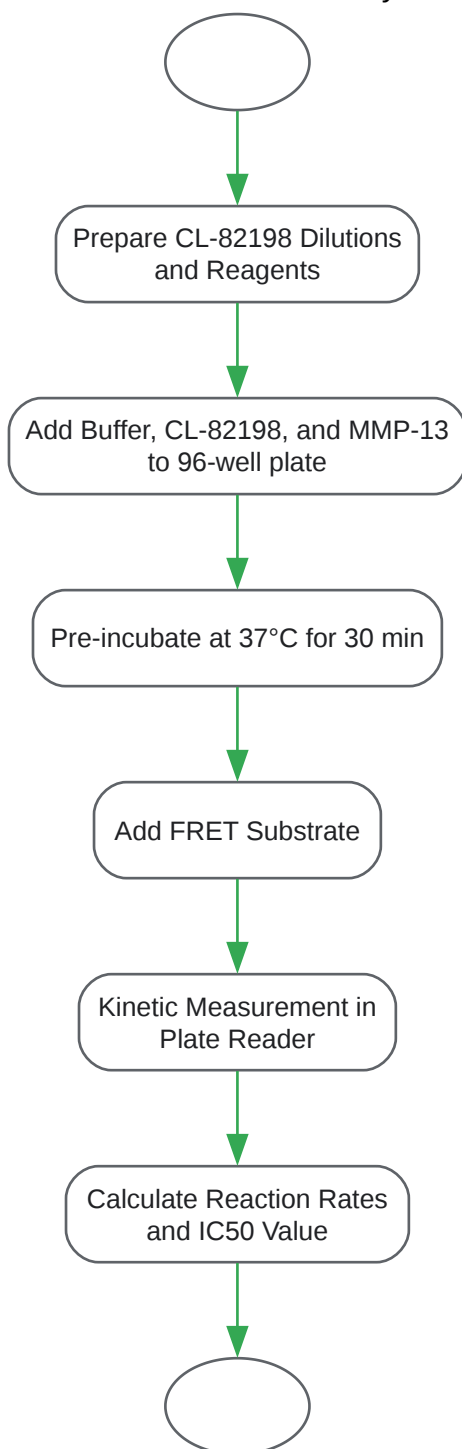 Prepare CL-82198 Dilutions
and Reagents
Add Buffer, CL-82198, and MMP-13
to 96-well plate
Pre-incubate at 37°C for 30 min
Add FRET Substrate
Kinetic Measurement in
Plate Reader
Calculate Reaction Rates
and IC50 Value